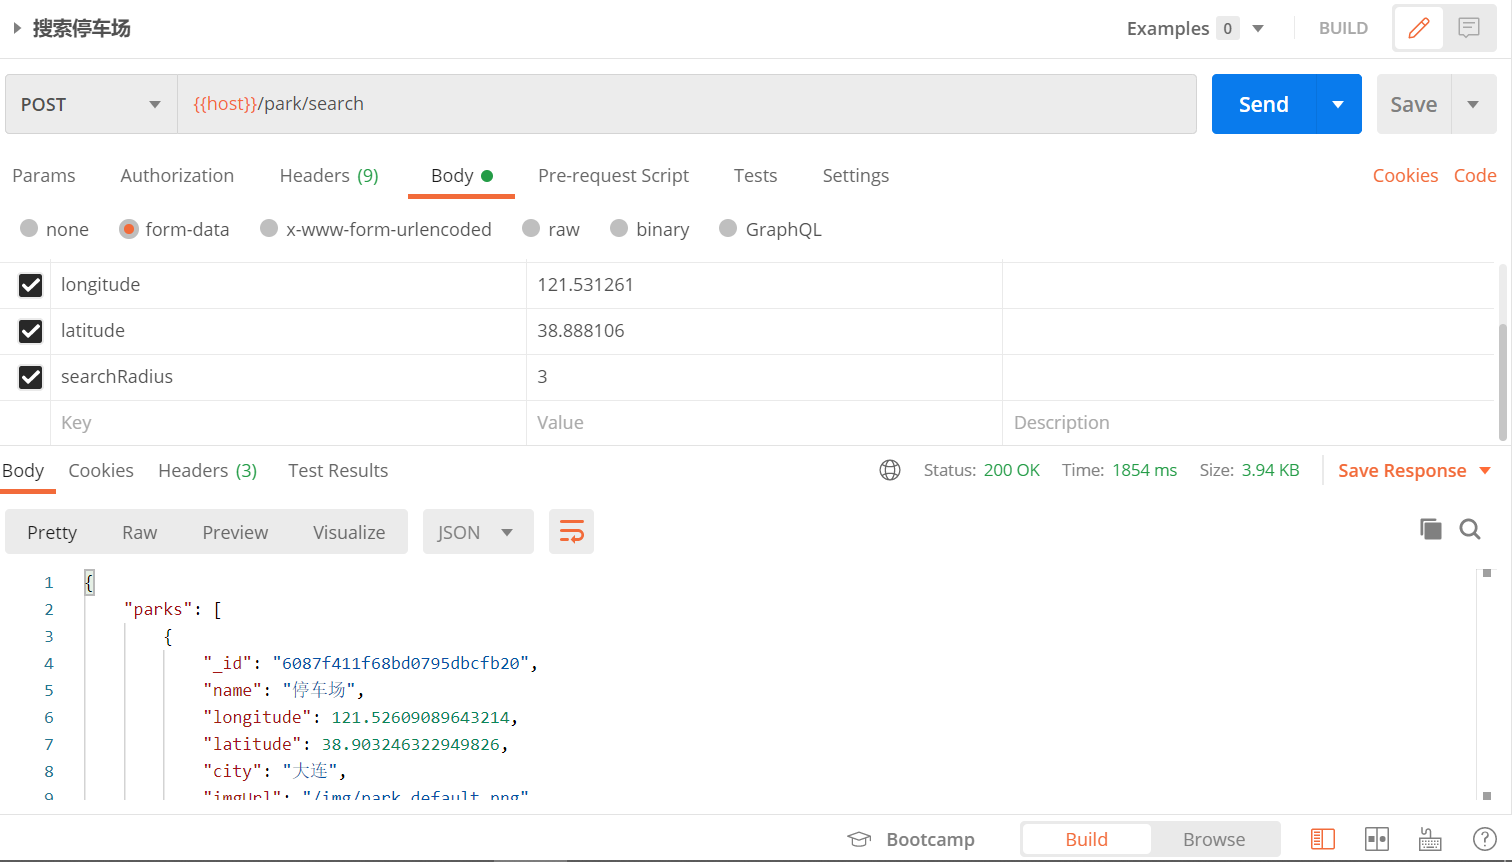 搜索停车场 Examples 0 BUILD
POST {{host}}/park/search Send Save
Params Authorization Headers (9) Body Pre-request Script Tests Settings Cookies Code
none form-data x-www-form-urlencoded raw binary GraphQL
longitude 121.531261
latitude 38.888106
searchRadius 3
Key Value Description
Body Cookies Headers (3) Test Results Status: 200 OK Time: 1854 ms Size: 3.94 KB Save Response
Pretty Raw Preview Visualize JSON
1 {
2 "parks": [
3 {
4 "_id": "6087f411f68bd0795dbcfb20",
5 "name": "停车场",
6 "longitude": 121.52609089643214,
7 "latitude": 38.903246322949826,
8 "city": "大连",
9 "imgUrl": "/img/park_default.png"
Bootcamp Build Browse